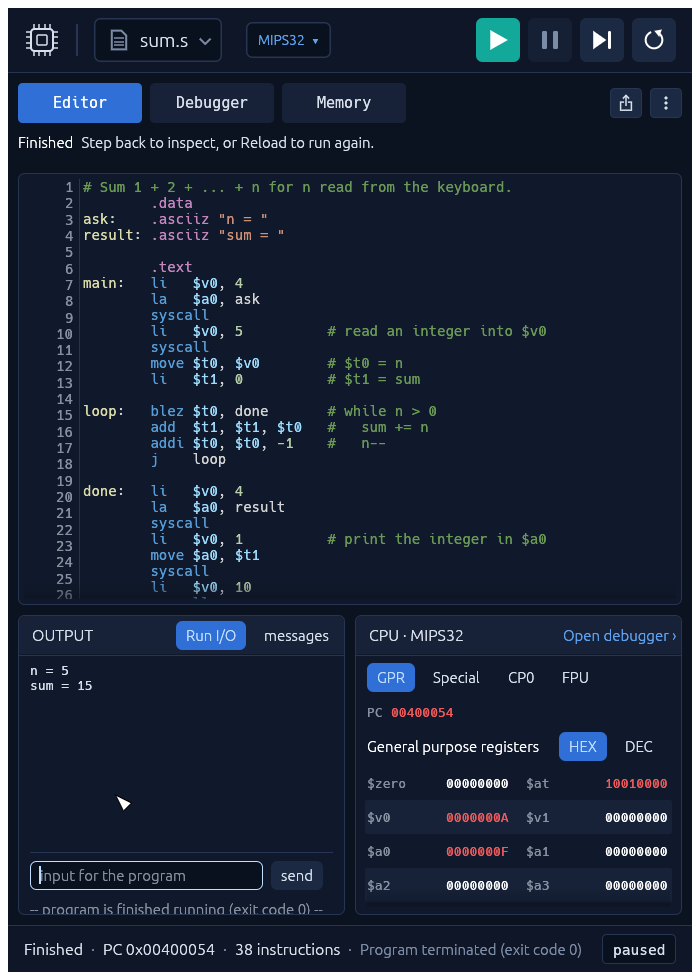 sum.s MIPS32 ▾
Editor Debugger Memory
Finished Step back to inspect, or Reload to run again.
1 # Sum 1 + 2 + ... + n for n read from the keyboard.
2 .data
3 ask: .asciiz "n = "
4 result: .asciiz "sum = "
5
6 .text
7 main: li $v0, 4
8 la $a0, ask
9 syscall
10 li $v0, 5 # read an integer into $v0
11 syscall
12 move $t0, $v0 # $t0 = n
13 li $t1, 0 # $t1 = sum
14
15 loop: blez $t0, done # while n > 0
16 add $t1, $t1, $t0 # sum += n
17 addi $t0, $t0, -1 # n--
18 j loop
19
20 done: li $v0, 4
21 la $a0, result
22 syscall
23 li $v0, 1 # print the integer in $a0
24 move $a0, $t1
25 syscall
26 li $v0, 10
OUTPUT Run I/O messages
n = 5
sum = 15
input for the program send
-- program is finished running (exit code 0) --
CPU · MIPS32 Open debugger ›
GPR Special CP0 FPU
PC 00400054
General purpose registers HEX DEC
$zero 00000000 $at 10010000
$v0 0000000A $v1 00000000
$a0 0000000F $a1 00000000
$a2 00000000 $a3 00000000
Finished · PC 0x00400054 · 38 instructions · Program terminated (exit code 0) paused